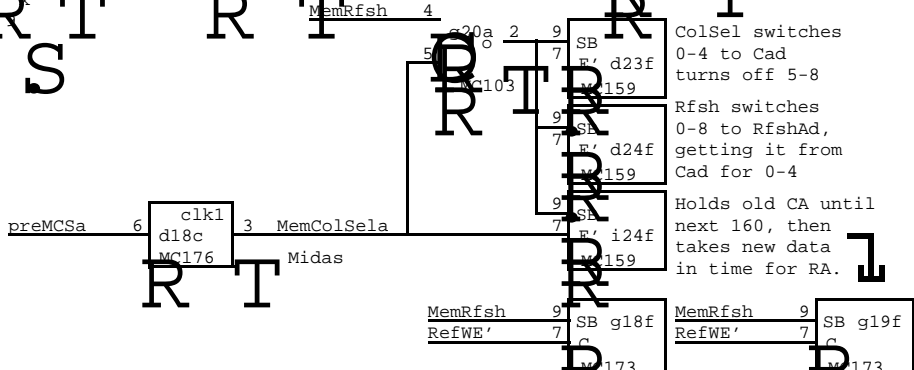 R T R T R T
MemRfsh 4
g20a 2 9 SB
5 7 E' d23f
MC103 MC159
ColSel switches
0-4 to Cad
turns off 5-8
S R T R
9 SB
7 E' d24f
MC159
Rfsh switches
0-8 to RfshAd,
getting it from
Cad for 0-4
R
9 SB
7 E' i24f
MC159
Holds old CA until
next 160, then
takes new data
in time for RA.
preMCSa 6 clk1 3 MemColSela
d18c
MC176 Midas
R T R
MemRfsh 9 SB g18f
RefWE' 7 C
MC173
MemRfsh 9 SB g19f
RefWE' 7 C
MC173
R R